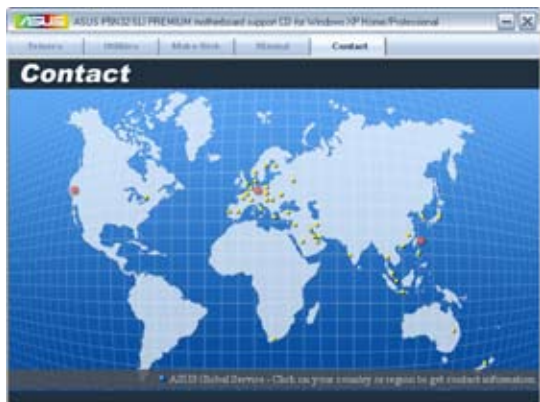 ASUS ASUS P5N32-SLI PREMIUM motherboard support CD for Windows XP Home/Professional
Drivers Utilities Make Disk Manual Contact
Contact
ASUS Global Service - Click on your country or region to get contact information.